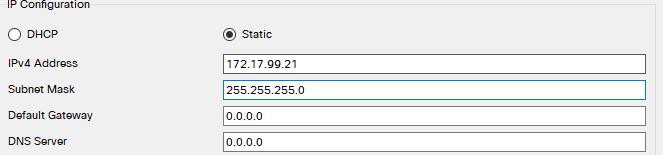 IP Configuration
DHCP Static
IPv4 Address 172.17.99.21
Subnet Mask 255.255.255.0
Default Gateway 0.0.0.0
DNS Server 0.0.0.0